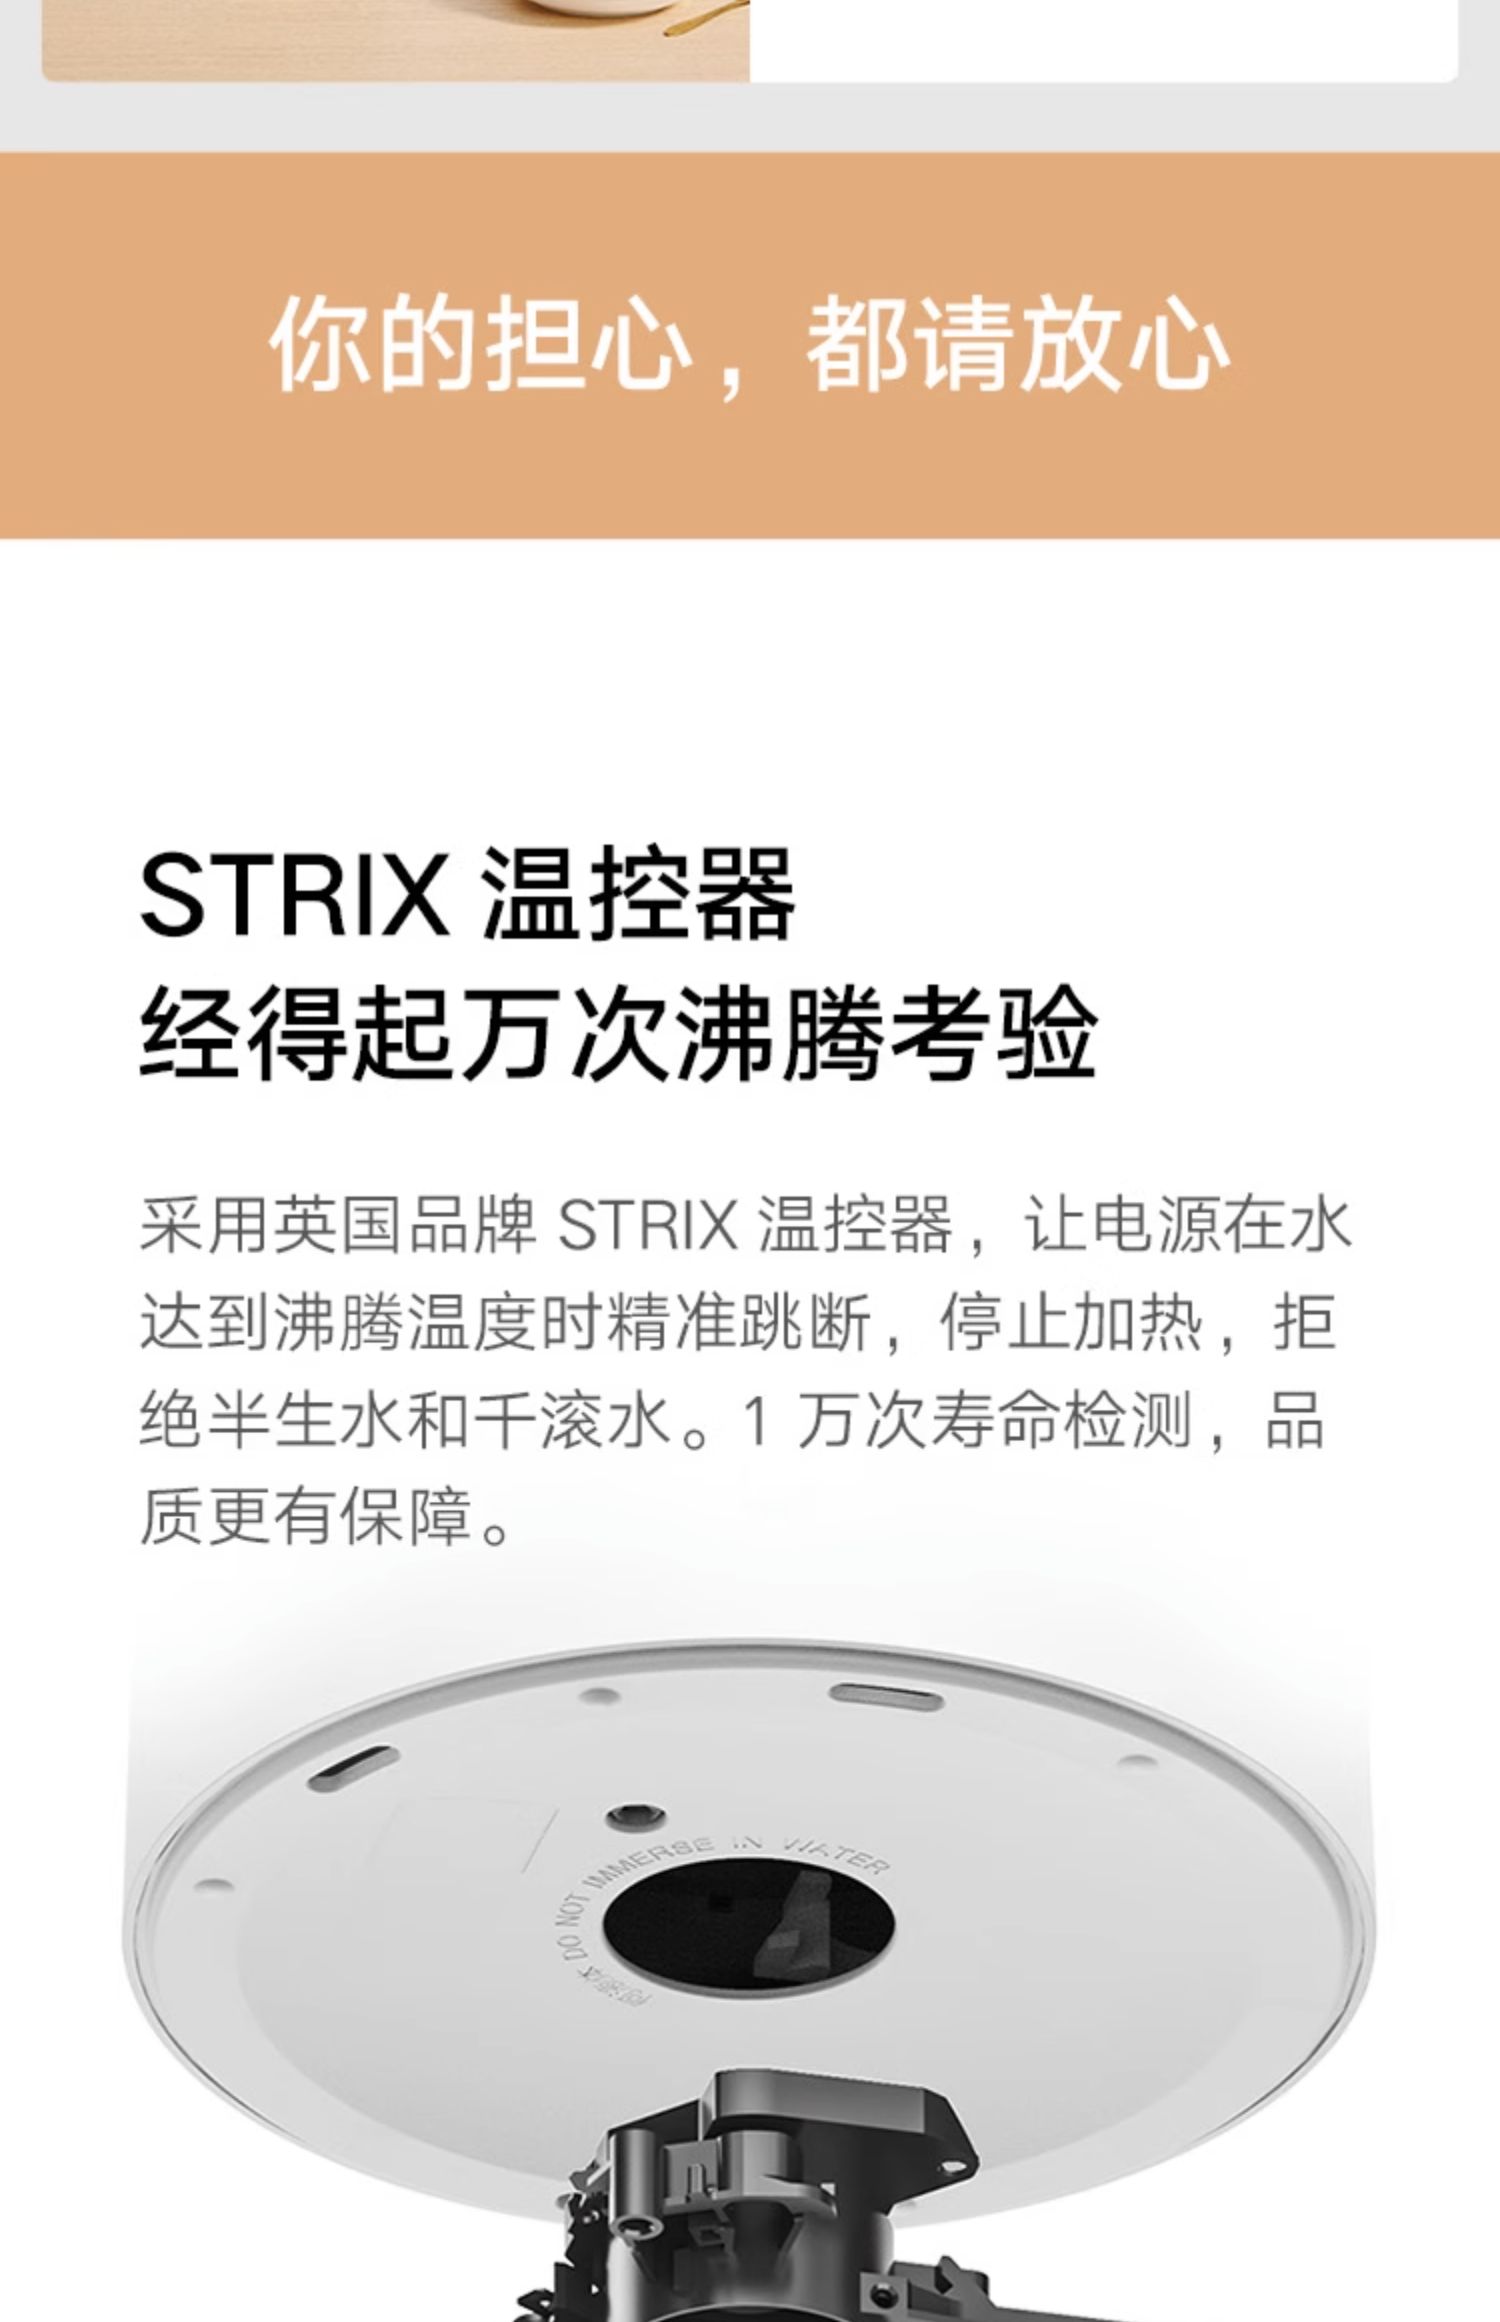 你的担心，都请放心
STRIX 温控器
经得起万次沸腾考验
采用英国品牌 STRIX 温控器，让电源在水
达到沸腾温度时精准跳断，停止加热，拒
绝半生水和千滚水。1 万次寿命检测，品
质更有保障。
DO NOT IMMERSE IN WATER